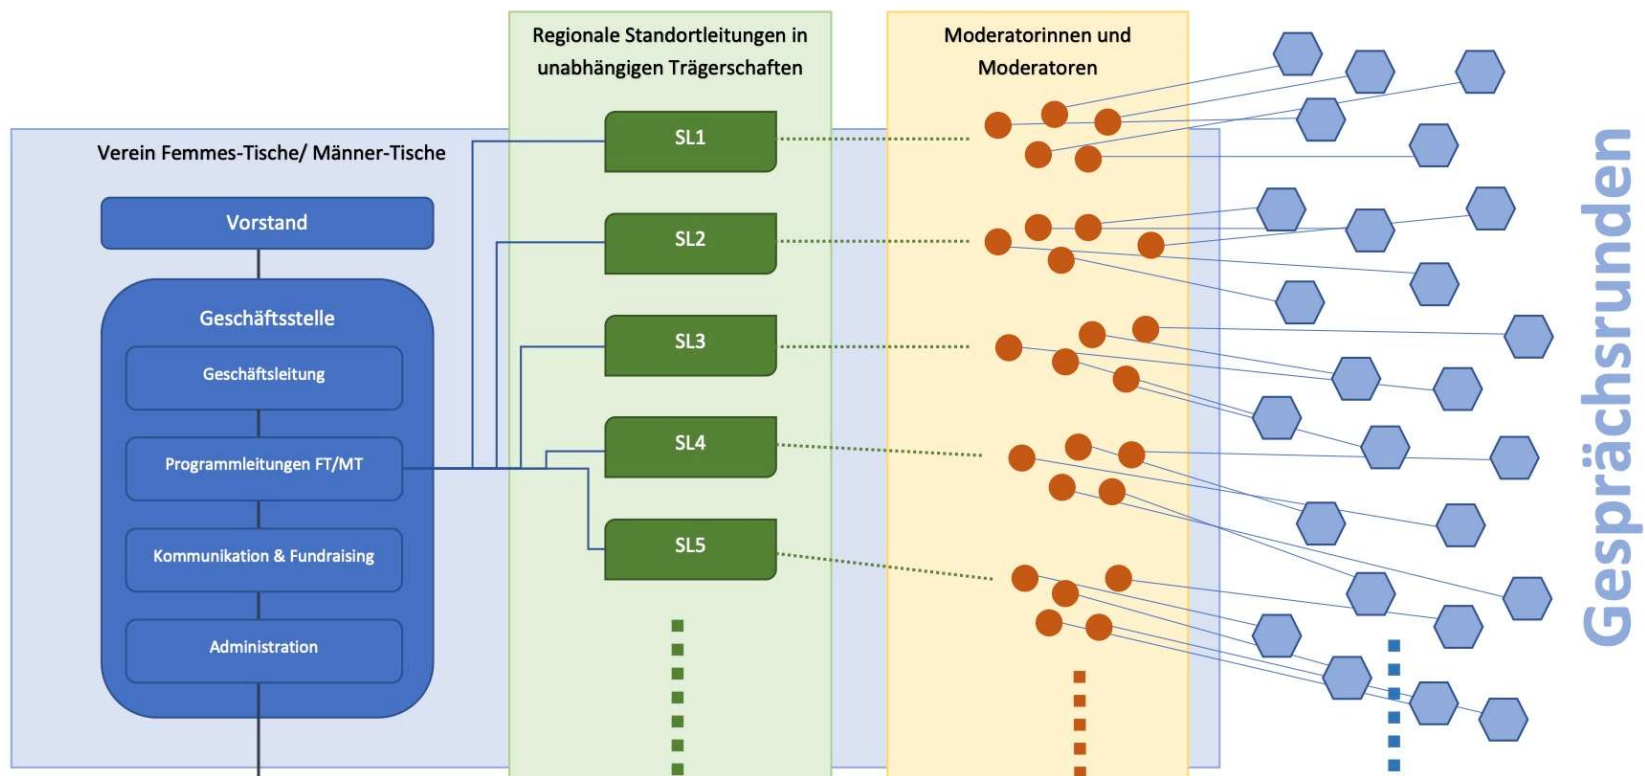 Regionale Standortleitungen in
unabhängigen Trägerschaften
Moderatorinnen und
Moderatoren
Verein Femmes-Tische/ Männer-Tische
Vorstand
Geschäftsstelle
Geschäftsleitung
Programmleitungen FT/MT
Kommunikation & Fundraising
Administration
SL1
SL2
SL3
SL4
SL5
Gesprächsrunden